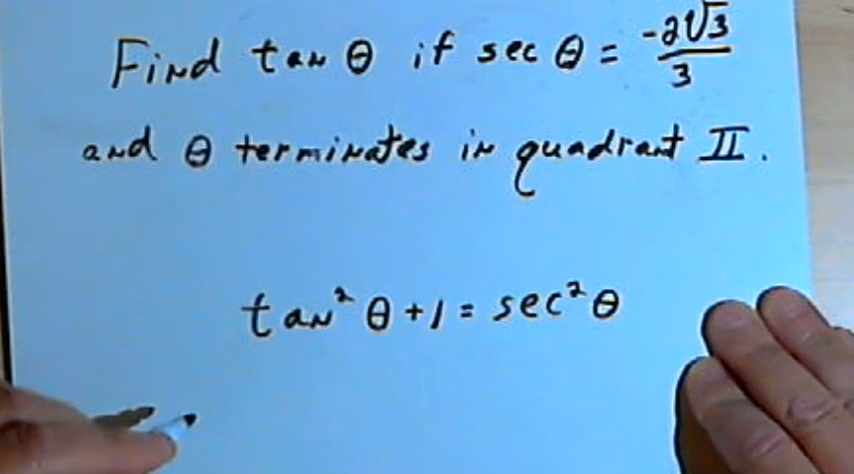 Find tan θ if sec θ = -2√3/3
and θ terminates in quadrant II.
tan² θ + 1 = sec² θ